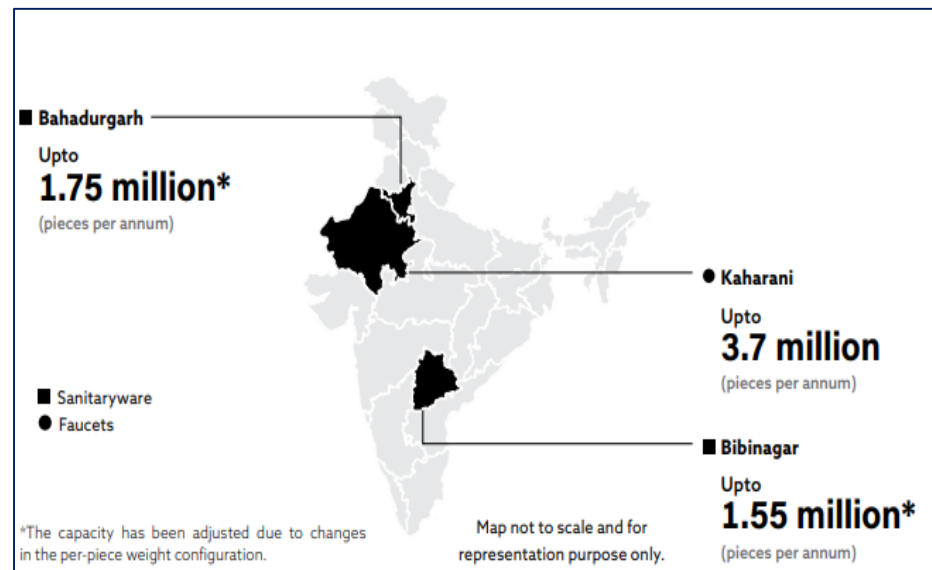 Bahadurgarh
Upto
1.75 million*
(pieces per annum)
Kaharani
Upto
3.7 million
(pieces per annum)
Sanitaryware
Faucets
Bibinagar
Upto
1.55 million*
(pieces per annum)
*The capacity has been adjusted due to changes
in the per-piece weight configuration.
Map not to scale and for
representation purpose only.